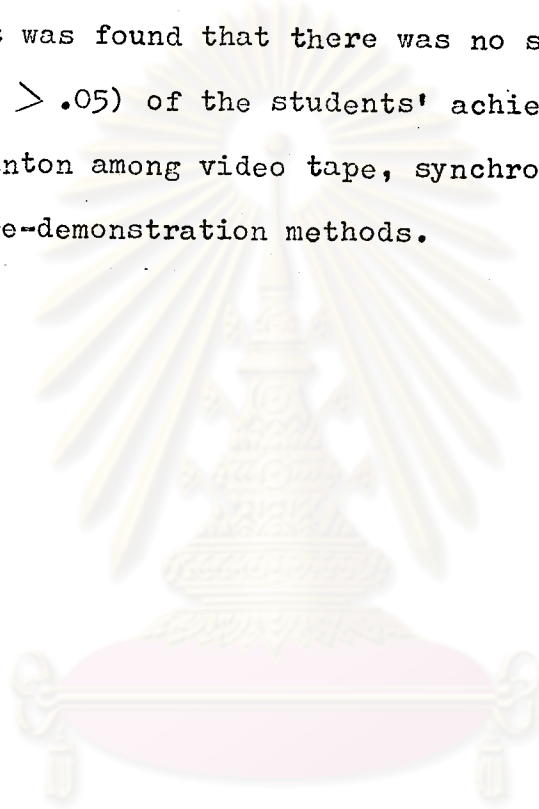 was found that there was no s
> .05) of the students' achie
nton among video tape, synchro
e-demonstration methods.